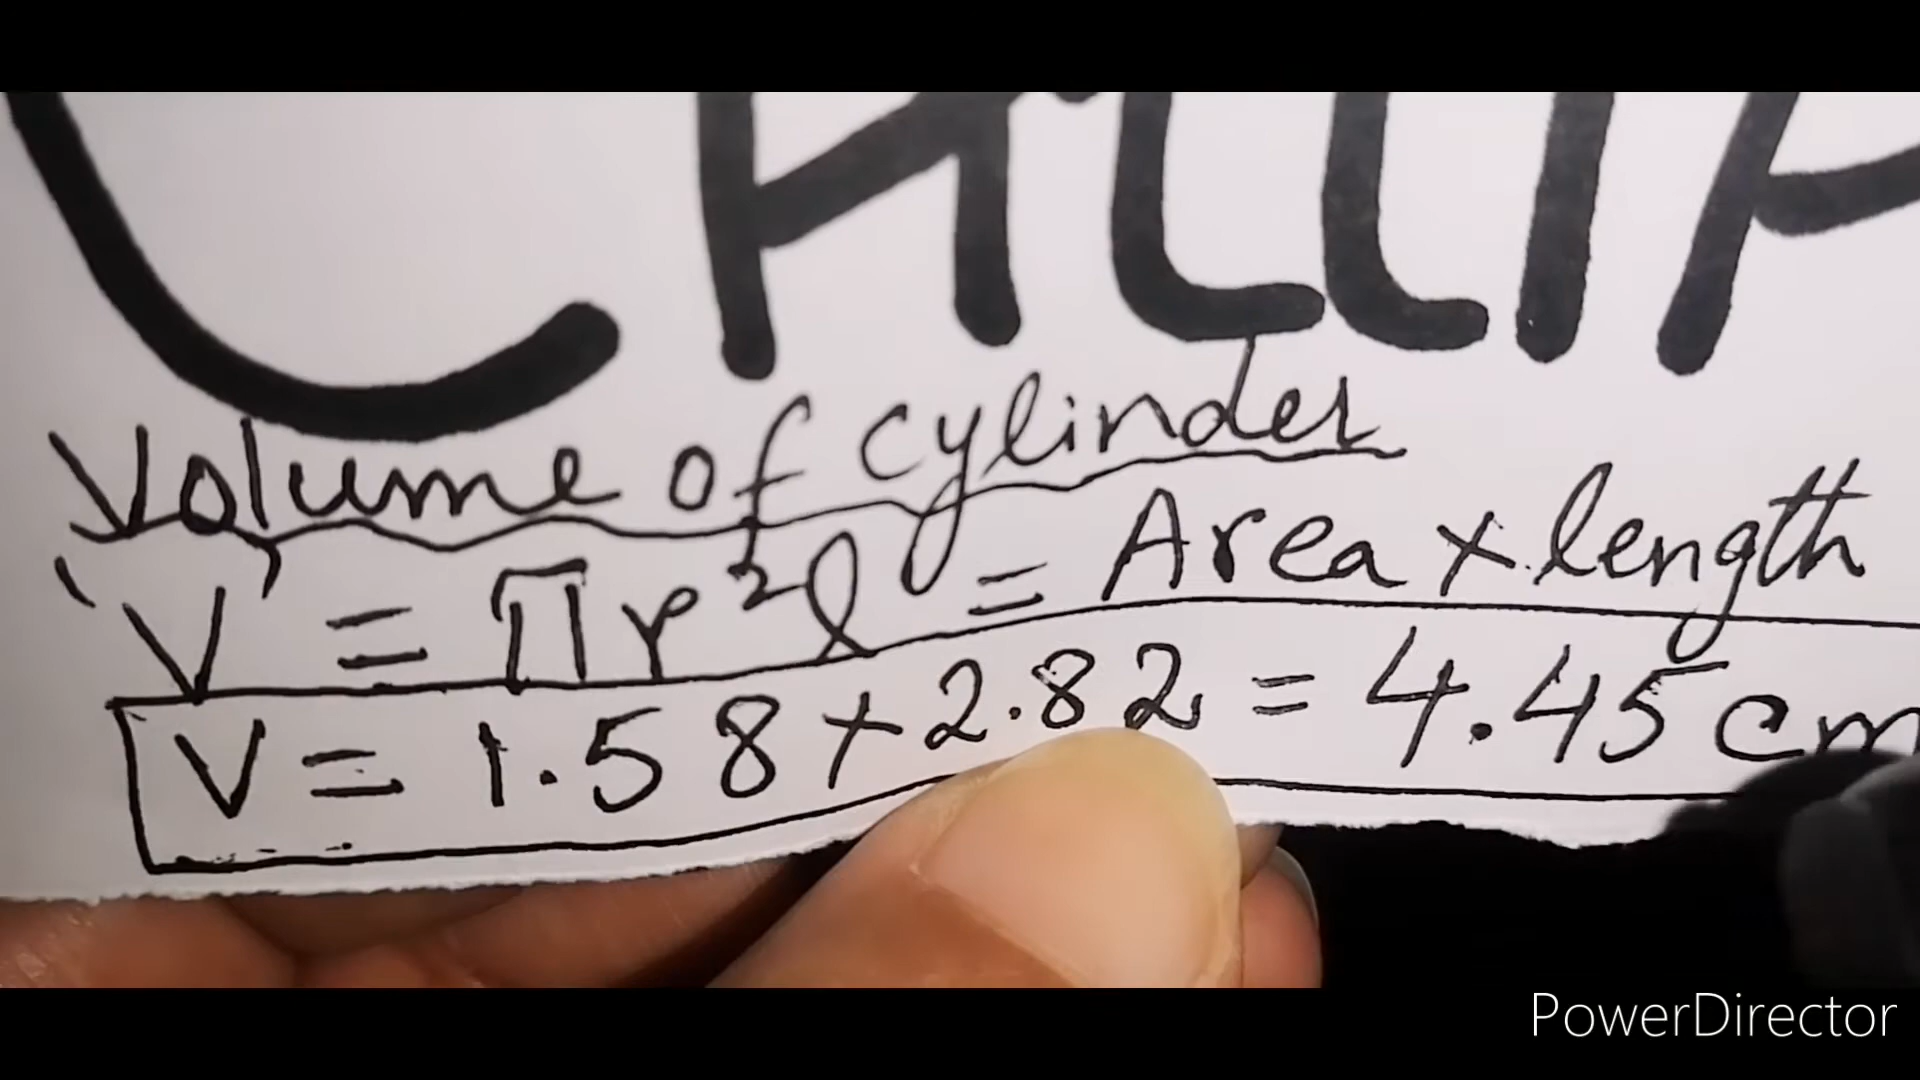 Volume of cylinder
'V' = πr²l = Area x length
V = 1.58 x 2.82 = 4.45 cm
PowerDirector